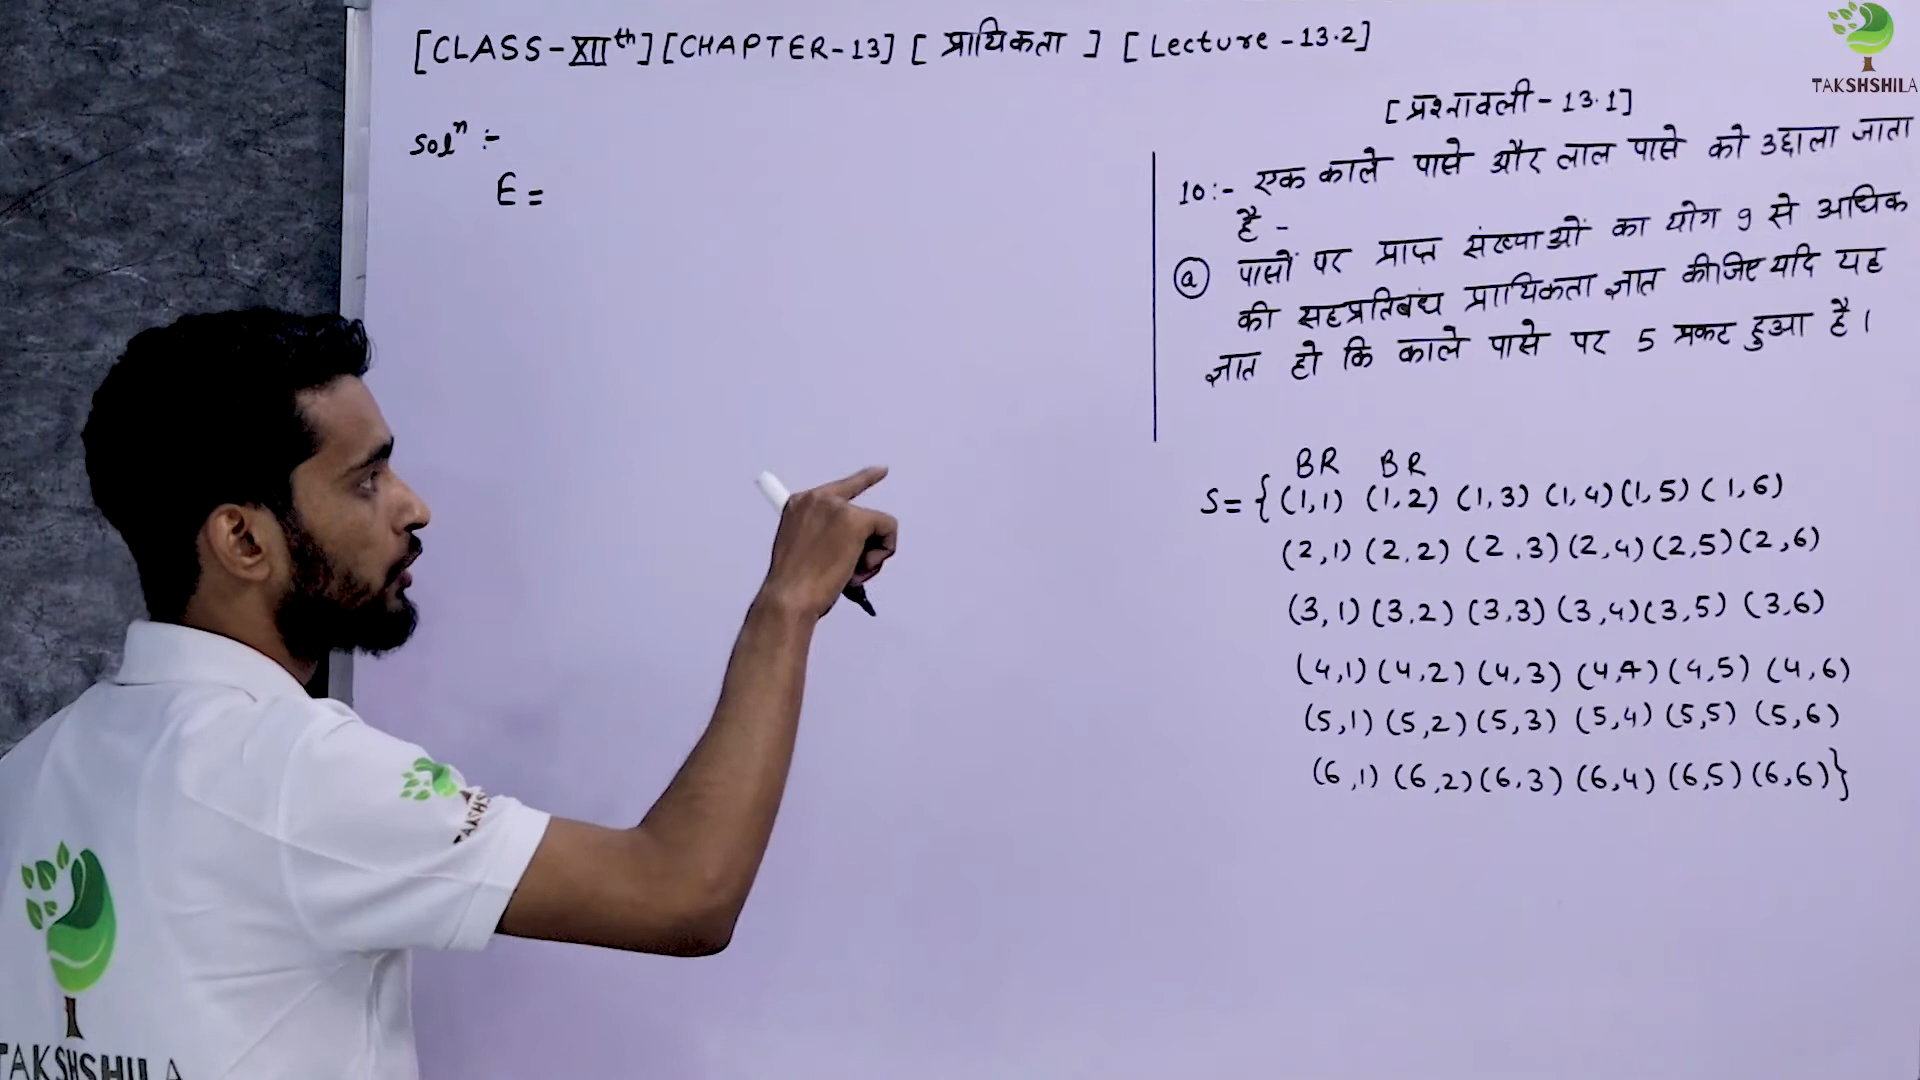 [CLASS-XIIth] [CHAPTER-13] [ प्रायिकता ] [ Lecture - 13.2]
TAKSHSHILA
[ प्रश्नावली - 13.1]
Solⁿ :-
E =
10:- एक काले पासे और लाल पासे को उछाला जाता
है -
(a) पासों पर प्राप्त संख्याओं का योग 9 से अधिक
की सहप्रतिबंध प्रायिकता ज्ञात कीजिए यदि यह
ज्ञात हो कि काले पासे पर 5 प्रकट हुआ है।
BR BR
S = { (1,1) (1,2) (1,3) (1,4) (1,5) (1,6)
(2,1) (2,2) (2,3) (2,4) (2,5) (2,6)
(3,1) (3,2) (3,3) (3,4) (3,5) (3,6)
(4,1) (4,2) (4,3) (4,4) (4,5) (4,6)
(5,1) (5,2) (5,3) (5,4) (5,5) (5,6)
(6,1) (6,2) (6,3) (6,4) (6,5) (6,6)}
TAKSHSHILA